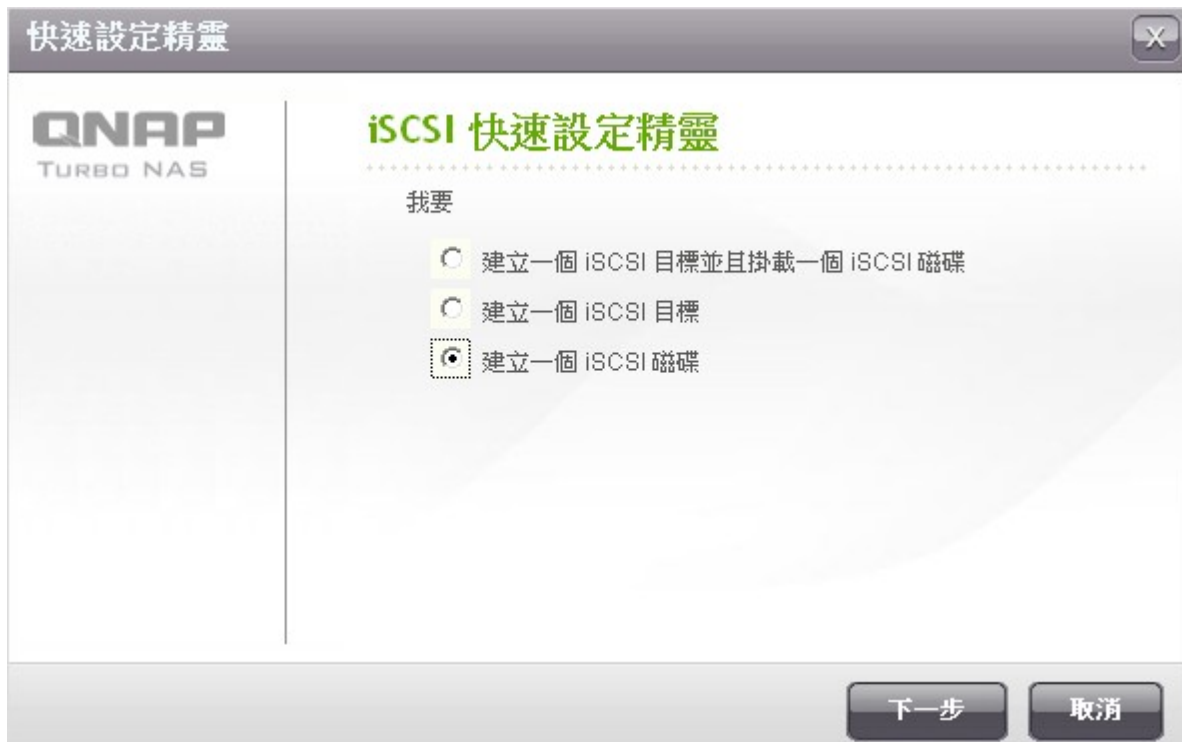 快速設定精靈
X
QNAP
TURBO NAS
iSCSI 快速設定精靈
我要
建立一個 iSCSI 目標並且掛載一個 iSCSI 磁碟
建立一個 iSCSI 目標
建立一個 iSCSI 磁碟
下一步
取消